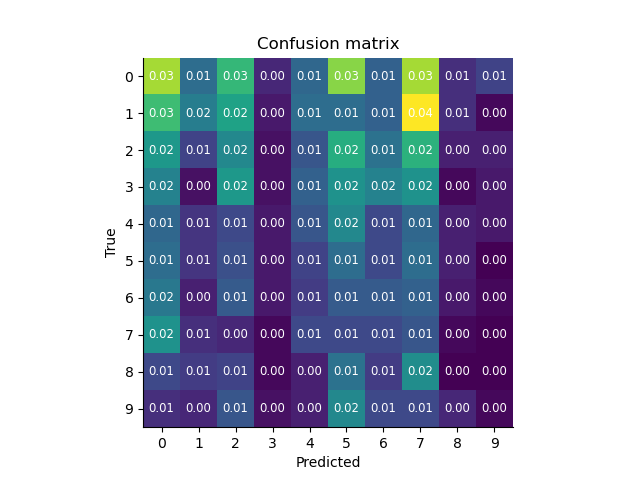 Confusion matrix
0 0.03 0.01 0.03 0.00 0.01 0.03 0.01 0.03 0.01 0.01
1 0.03 0.02 0.02 0.00 0.01 0.01 0.01 0.04 0.01 0.00
2 0.02 0.01 0.02 0.00 0.01 0.02 0.01 0.02 0.00 0.00
3 0.02 0.00 0.02 0.00 0.01 0.02 0.02 0.02 0.00 0.00
4 0.01 0.01 0.01 0.00 0.01 0.02 0.01 0.01 0.00 0.00
True
5 0.01 0.01 0.01 0.00 0.01 0.01 0.01 0.01 0.00 0.00
6 0.02 0.00 0.01 0.00 0.01 0.01 0.01 0.01 0.00 0.00
7 0.02 0.01 0.00 0.00 0.01 0.01 0.01 0.01 0.00 0.00
8 0.01 0.01 0.01 0.00 0.00 0.01 0.01 0.02 0.00 0.00
9 0.01 0.00 0.01 0.00 0.00 0.02 0.01 0.01 0.00 0.00
0 1 2 3 4 5 6 7 8 9
Predicted